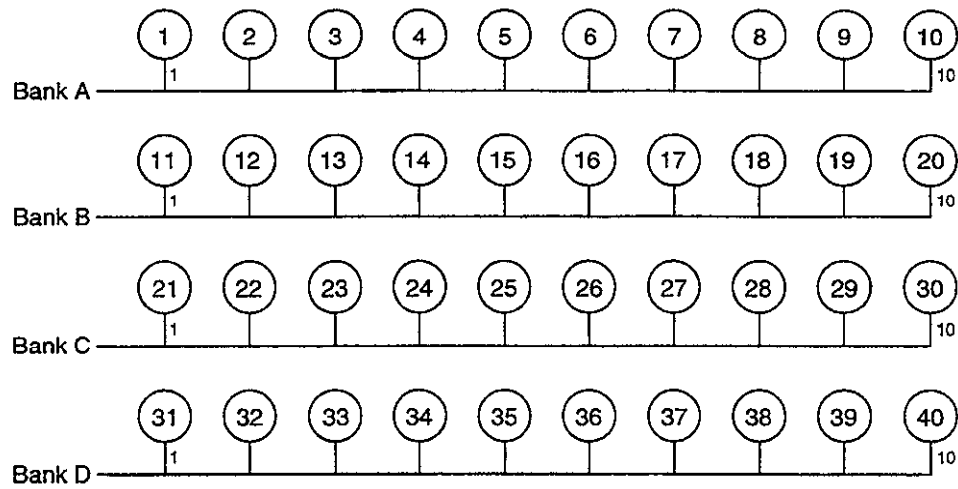 1 2 3 4 5 6 7 8 9 10
1 10
Bank A
11 12 13 14 15 16 17 18 19 20
1 10
Bank B
21 22 23 24 25 26 27 28 29 30
1 10
Bank C
31 32 33 34 35 36 37 38 39 40
1 10
Bank D